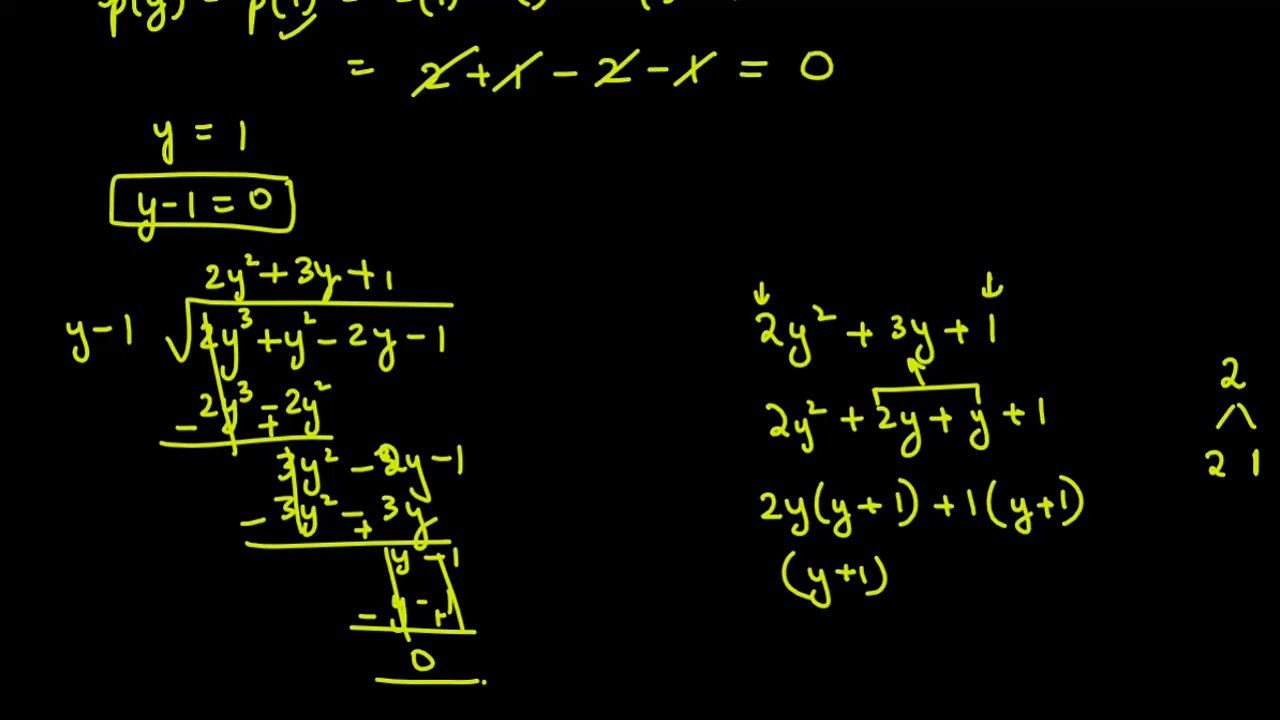 p(y) = p(1) =
= 2 + 1 - 2 - 1 = 0
y = 1
y-1 = 0
2y² + 3y + 1
y-1 √ 2y³ + y² - 2y - 1
- 2y³ - 2y²
+
3y² - 2y - 1
- 3y² - 3y
+
y - 1
- y - 1
+
0
2y² + 3y + 1
2y² + 2y + y + 1
2y(y+1) + 1(y+1)
(y+1)
2
2 1